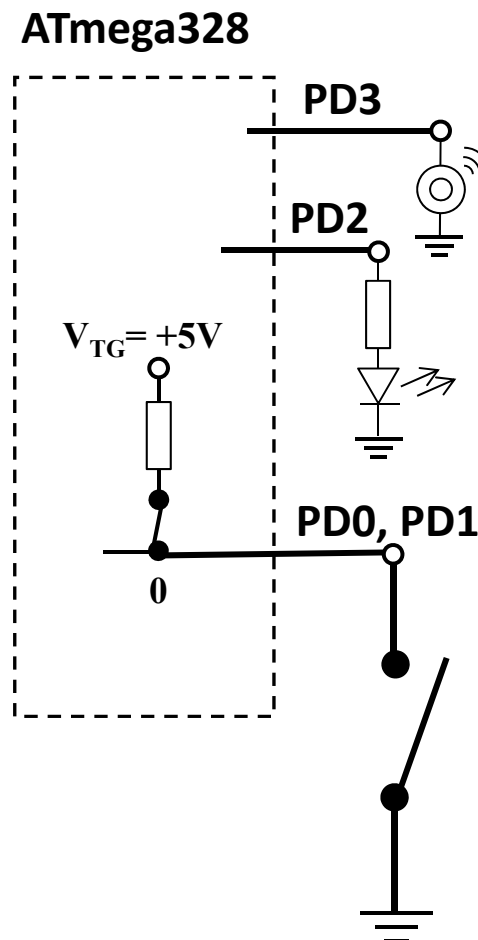 ATmega328
PD3
PD2
VTG= +5V
PD0, PD1
0